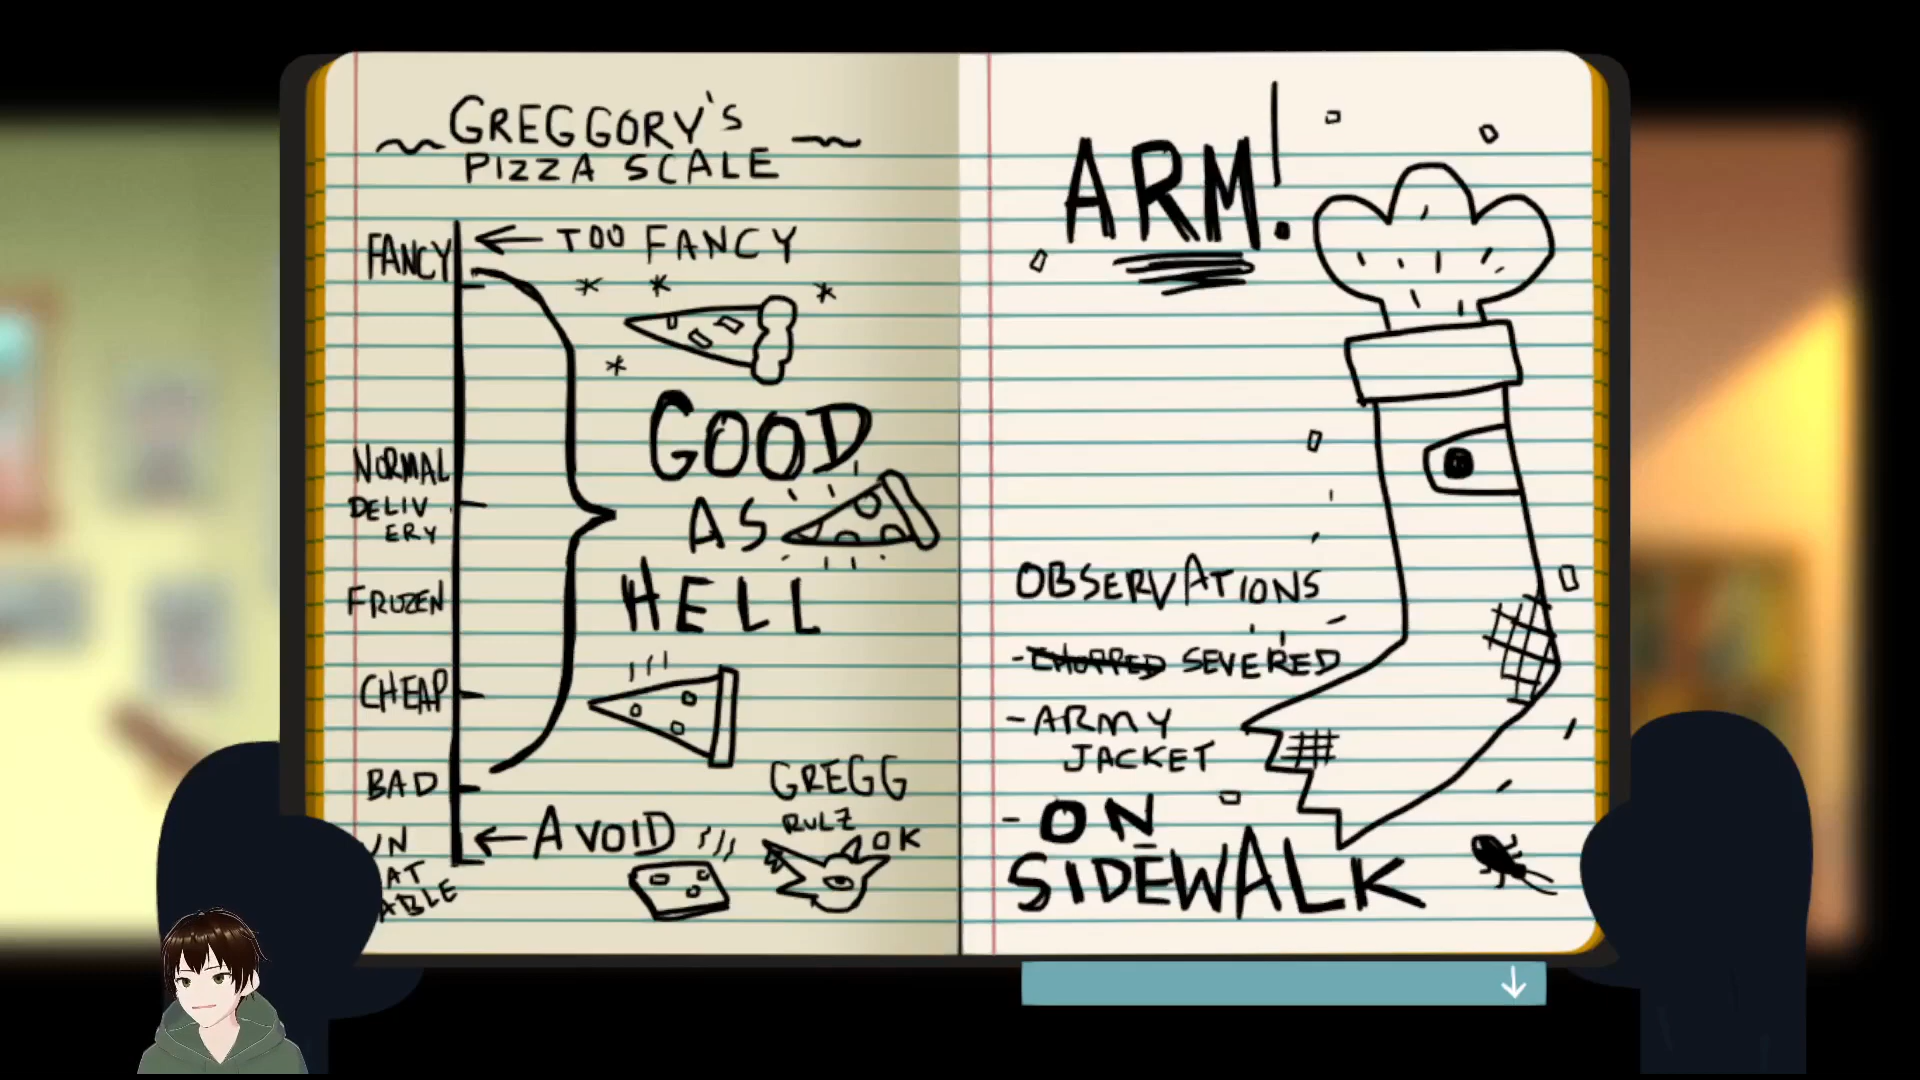 GREGGORY'S
PIZZA SCALE
FANCY
← TOO FANCY
GOOD
AS
HELL
NORMAL
DELIV
ERY
FROZEN
CHEAP
BAD
← AVOID
GREGG
RULZ
OK
ARM!
OBSERVATIONS
- CHOPPED SEVERED
- ARMY
JACKET
- ON
SIDEWALK